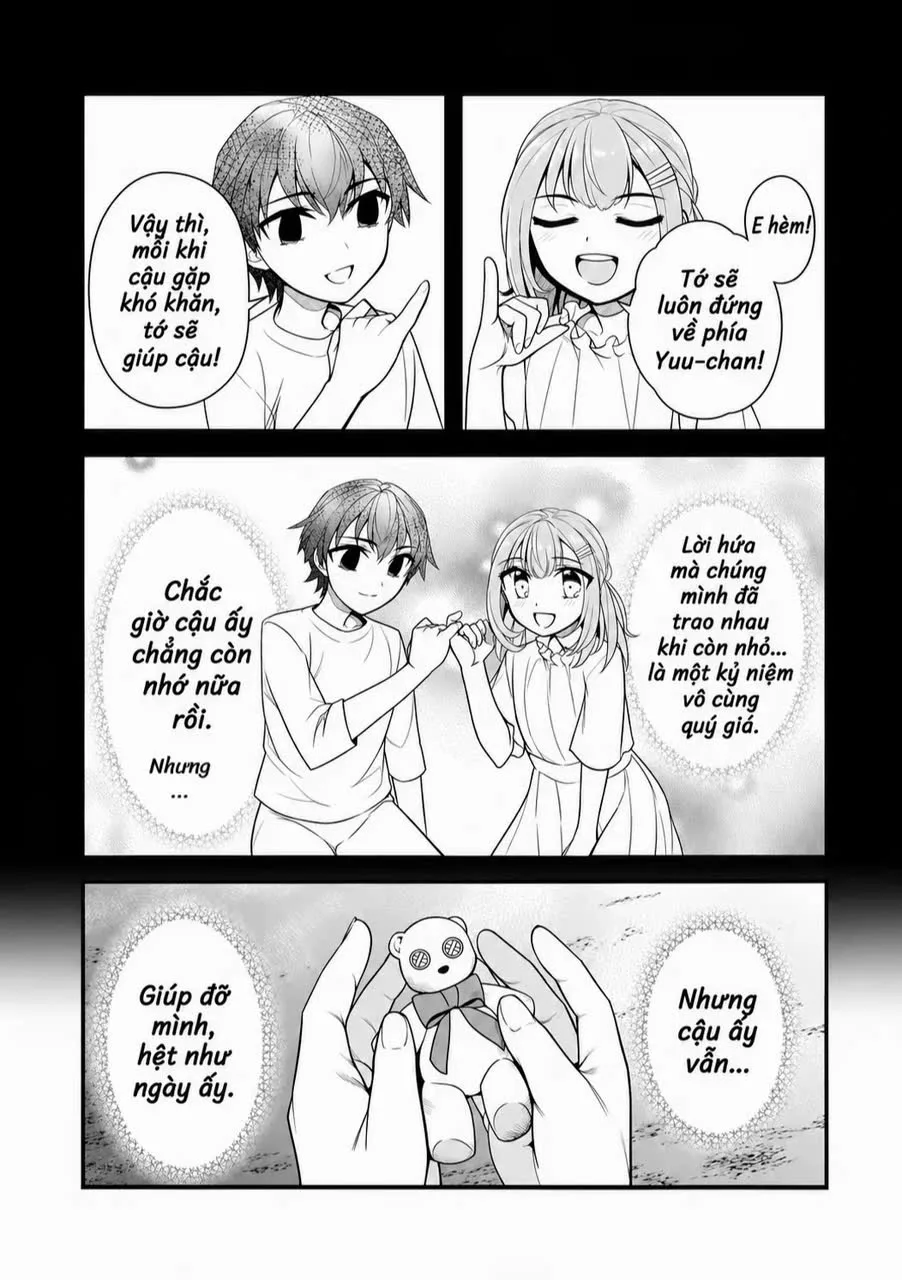 E hèm!
Tớ sẽ
luôn đứng
về phía
Yuu-chan!
Vậy thì,
mỗi khi
cậu gặp
khó khăn,
tớ sẽ
giúp cậu!
Lời hứa
mà chúng
mình đã
trao nhau
khi còn nhỏ...
là một kỷ niệm
vô cùng
quý giá.
Chắc
giờ cậu ấy
chẳng còn
nhớ nữa
rồi.
Nhưng
...
Nhưng
cậu ấy
vẫn...
Giúp đỡ
mình,
hệt như
ngày ấy.